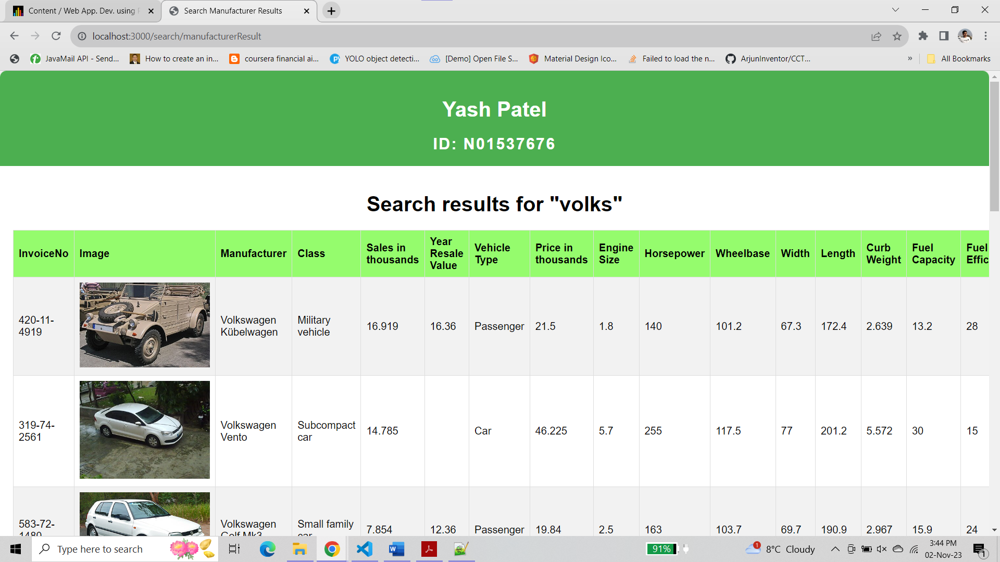 Content / Web App. Dev. using
Search Manufacturer Results
localhost:3000/search/manufacturerResult
JavaMail API - Send...
How to create an in...
coursera financial ai...
YOLO object detecti...
[Demo] Open File S...
Material Design Ico...
Failed to load the n...
ArjunInventor/CCT...
»
All Bookmarks
Yash Patel
ID: N01537676
Search results for "volks"
InvoiceNo Image Manufacturer Class Sales in thousands Year Resale Value Vehicle Type Price in thousands Engine Size Horsepower Wheelbase Width Length Curb Weight Fuel Capacity Fuel Effic
420-11-4919 Volkswagen Kübelwagen Military vehicle 16.919 16.36 Passenger 21.5 1.8 140 101.2 67.3 172.4 2.639 13.2 28
319-74-2561 Volkswagen Vento Subcompact car 14.785 Car 46.225 5.7 255 117.5 77 201.2 5.572 30 15
583-72-1480 Volkswagen Golf Mk3 Small family car 7.854 12.36 Passenger 19.84 2.5 163 103.7 69.7 190.9 2.967 15.9 24
Type here to search
91%
1
8°C Cloudy
3:44 PM
02-Nov-23
1